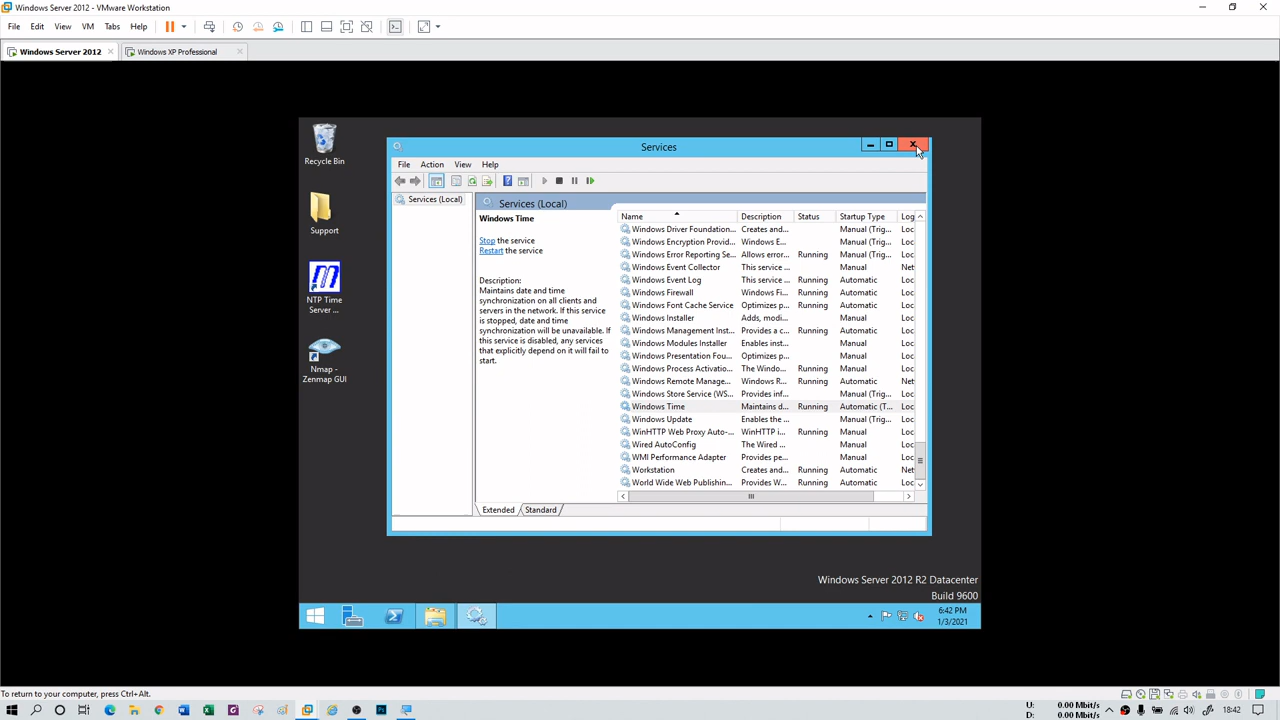 Windows Server 2012 - VMware Workstation
File Edit View VM Tabs Help
Windows Server 2012
Windows XP Professional
Recycle Bin
Support
NTP Time
Server ...
Nmap -
Zenmap GUI
Services
File Action View Help
Services (Local)
Services (Local)
Windows Time
Stop the service
Restart the service
Description:
Maintains date and time
synchronization on all clients and
servers in the network. If this service
is stopped, date and time
synchronization will be unavailable. If
this service is disabled, any services
that explicitly depend on it will fail to
start.
Name Description Status Startup Type Log
Windows Driver Foundation... Creates and... Manual (Trig... Loc
Windows Encryption Provid... Windows E... Manual (Trig... Loc
Windows Error Reporting Se... Allows error... Running Manual (Trig... Loc
Windows Event Collector This service ... Manual Net
Windows Event Log This service ... Running Automatic Loc
Windows Firewall Windows Fi... Running Automatic Loc
Windows Font Cache Service Optimizes p... Running Automatic Loc
Windows Installer Adds, modi... Manual Loc
Windows Management Inst... Provides a c... Running Automatic Loc
Windows Modules Installer Enables inst... Manual Loc
Windows Presentation Fou... Optimizes p... Manual Loc
Windows Process Activatio... The Windo... Running Manual Loc
Windows Remote Manage... Windows R... Running Automatic Net
Windows Store Service (WS... Provides inf... Manual (Trig... Loc
Windows Time Maintains d... Running Automatic (T... Loc
Windows Update Enables the ... Manual (Trig... Loc
WinHTTP Web Proxy Auto-... WinHTTP i... Running Manual Loc
Wired AutoConfig The Wired ... Manual Loc
WMI Performance Adapter Provides pe... Manual Loc
Workstation Creates and... Running Automatic Net
World Wide Web Publishin... Provides W... Running Automatic Loc
Extended Standard
Windows Server 2012 R2 Datacenter
Build 9600
6:42 PM
1/3/2021
To return to your computer, press Ctrl+Alt.
U: 0.00 Mbit/s
D: 0.00 Mbit/s
18:42